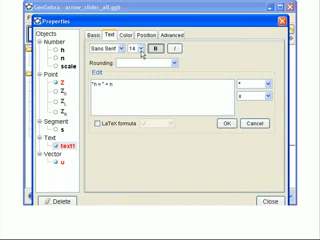 GeoGebra - arrow_slides_all.ggb
Properties
Objects
Number
h
n
scale
Point
Z
Segment
s
Text
text1
Vector
u
Delete
Basic Text Color Position Advanced
Sans Serif 14 B I
Rounding:
Edit
"n = " + n
LaTeX formula
OK Cancel
Close